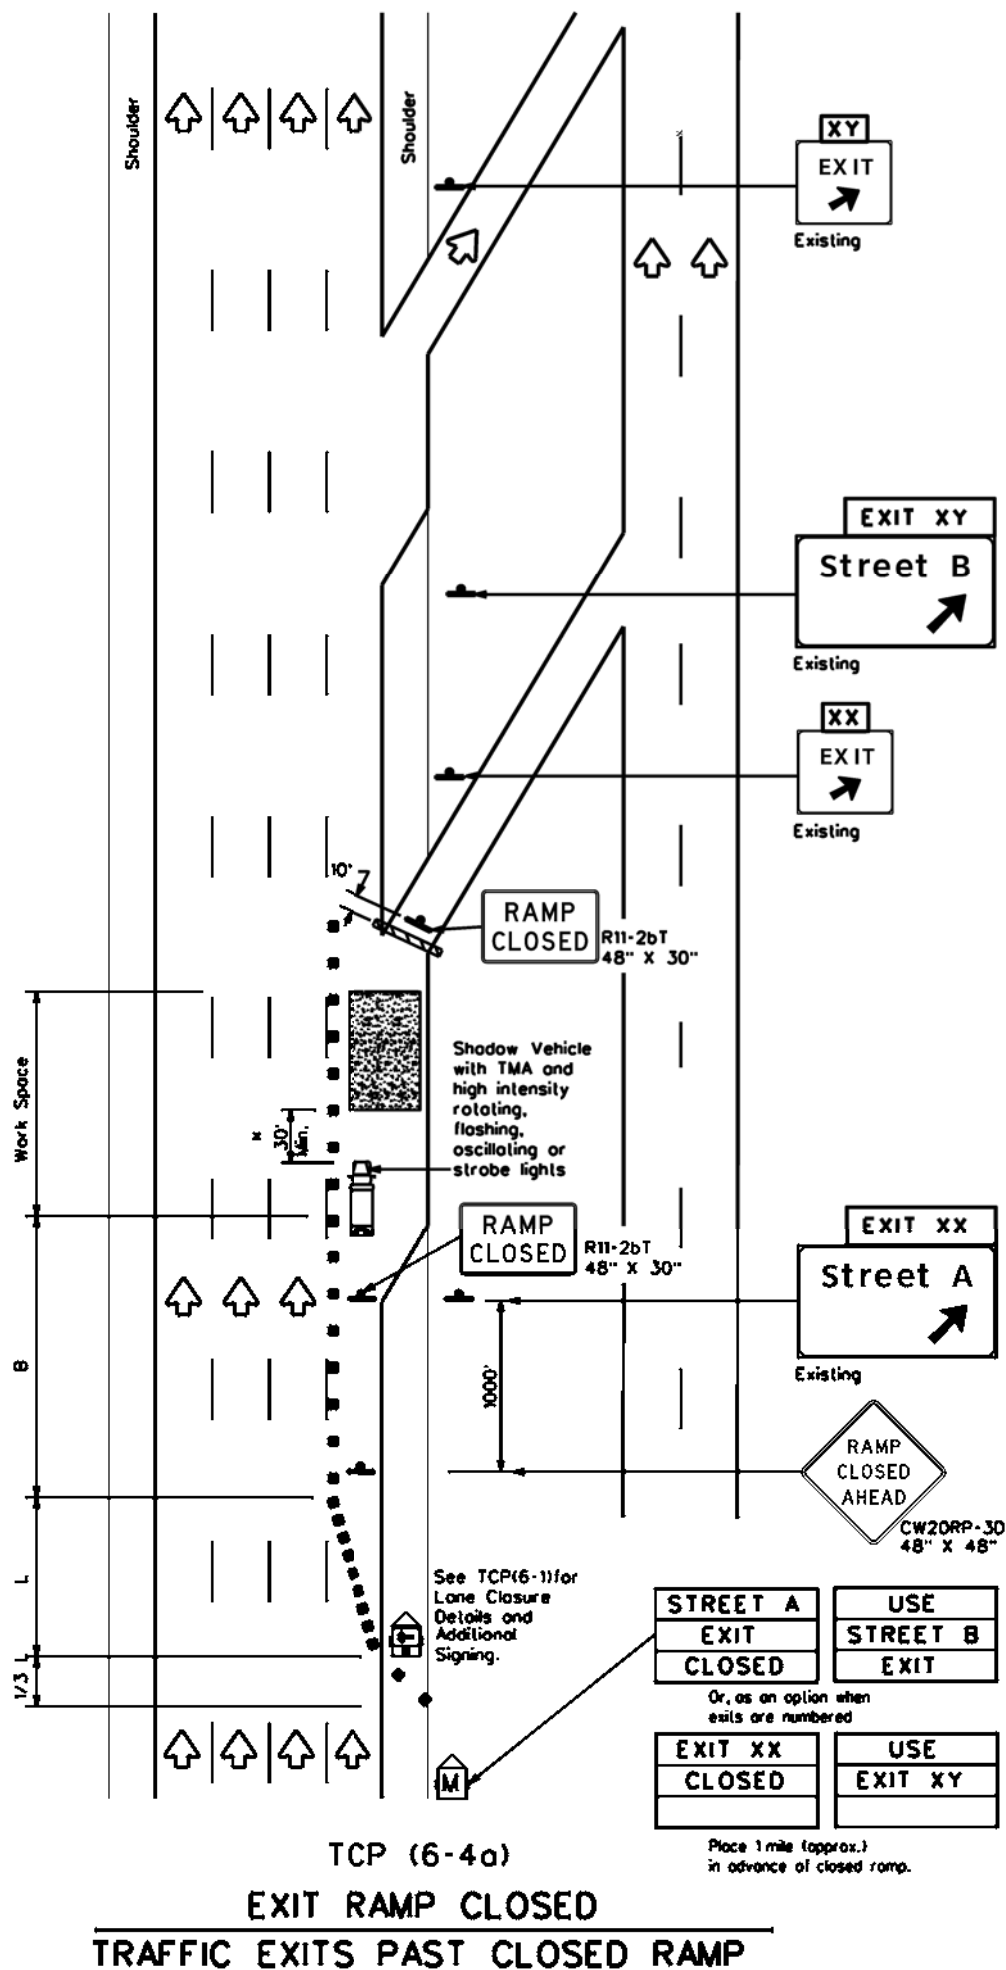 Shoulder
Shoulder
XY
EXIT
Existing
EXIT XY
Street B
Existing
XX
EXIT
Existing
10'
RAMP
CLOSED
R11-2bT
48" X 30"
Work Space
Shadow Vehicle
with TMA and
high intensity
rotating,
flashing,
oscillating or
strobe lights
30'
Min.
RAMP
CLOSED
R11-2bT
48" X 30"
EXIT XX
Street A
Existing
B
1000'
RAMP
CLOSED
AHEAD
CW20RP-3D
48" X 48"
L
See TCP(6-1)for
Lane Closure
Details and
Additional
Signing.
1/3 L
STREET A
EXIT
CLOSED
USE
STREET B
EXIT
Or, as an option when
exits are numbered
M
EXIT XX
CLOSED
USE
EXIT XY
Place 1 mile (approx.)
in advance of closed ramp.
TCP (6-4a)
EXIT RAMP CLOSED
TRAFFIC EXITS PAST CLOSED RAMP